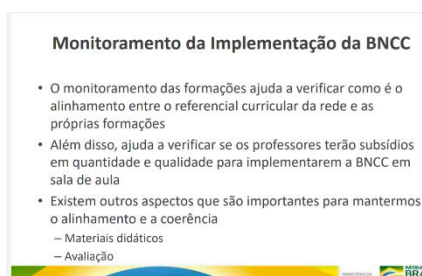 Monitoramento da Implementação da BNCC
• O monitoramento das formações ajuda a verificar como é o
alinhamento entre o referencial curricular da rede e as
próprias formações
• Além disso, ajuda a verificar se os professores terão subsídios
em quantidade e qualidade para implementarem a BNCC em
sala de aula
• Existem outros aspectos que são importantes para mantermos
o alinhamento e a coerência
– Materiais didáticos
– Avaliação